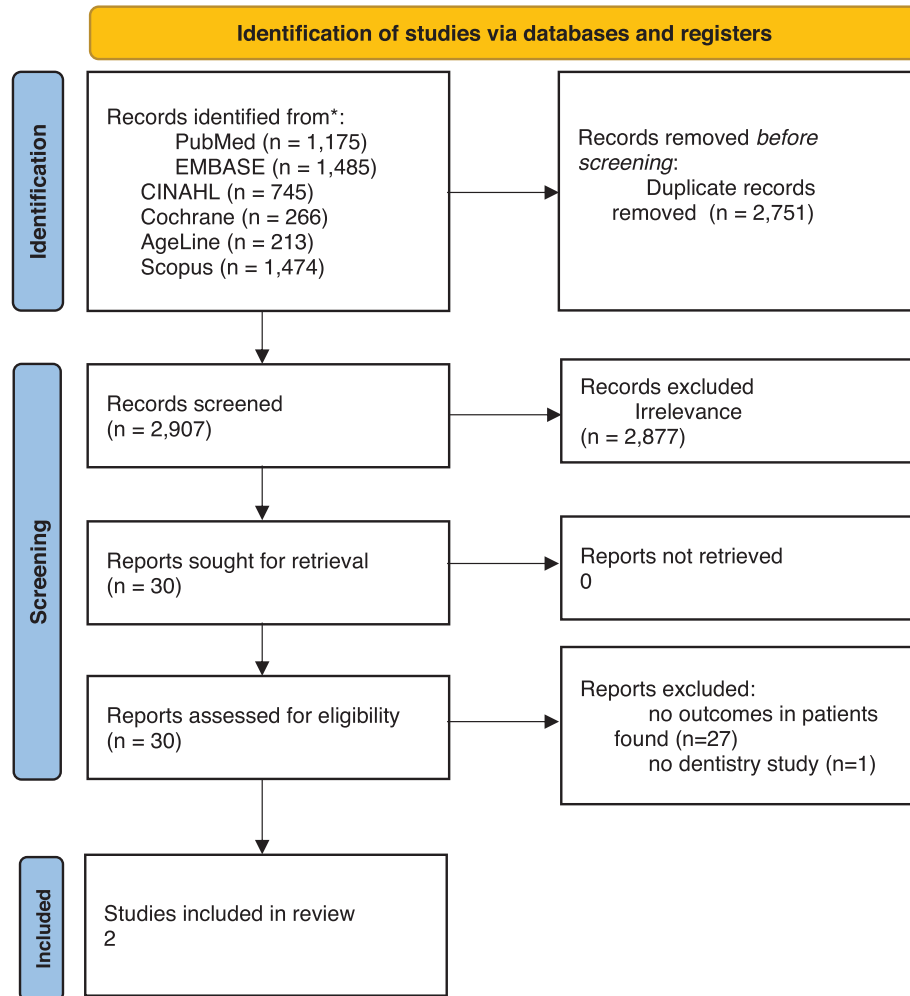 Identification of studies via databases and registers
Identification
Records identified from*:
PubMed (n = 1,175)
EMBASE (n = 1,485)
CINAHL (n = 745)
Cochrane (n = 266)
AgeLine (n = 213)
Scopus (n = 1,474)
Records removed before
screening:
Duplicate records
removed (n = 2,751)
Screening
Records screened
(n = 2,907)
Records excluded
Irrelevance
(n = 2,877)
Reports sought for retrieval
(n = 30)
Reports not retrieved
0
Reports assessed for eligibility
(n = 30)
Reports excluded:
no outcomes in patients
found (n=27)
no dentistry study (n=1)
Included
Studies included in review
2